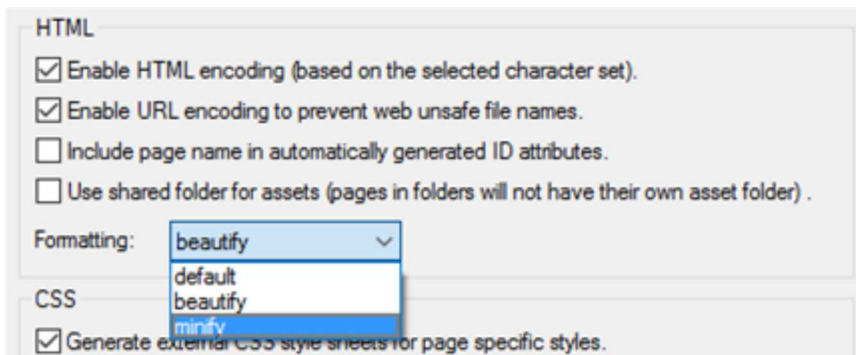 HTML
Enable HTML encoding (based on the selected character set).
Enable URL encoding to prevent web unsafe file names.
Include page name in automatically generated ID attributes.
Use shared folder for assets (pages in folders will not have their own asset folder) .
Formatting: beautify
default
CSS beautify
minify
Generate external CSS style sheets for page specific styles.